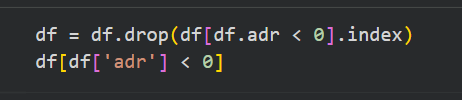 df = df.drop(df[df.adr < 0].index)
df[df['adr'] < 0]